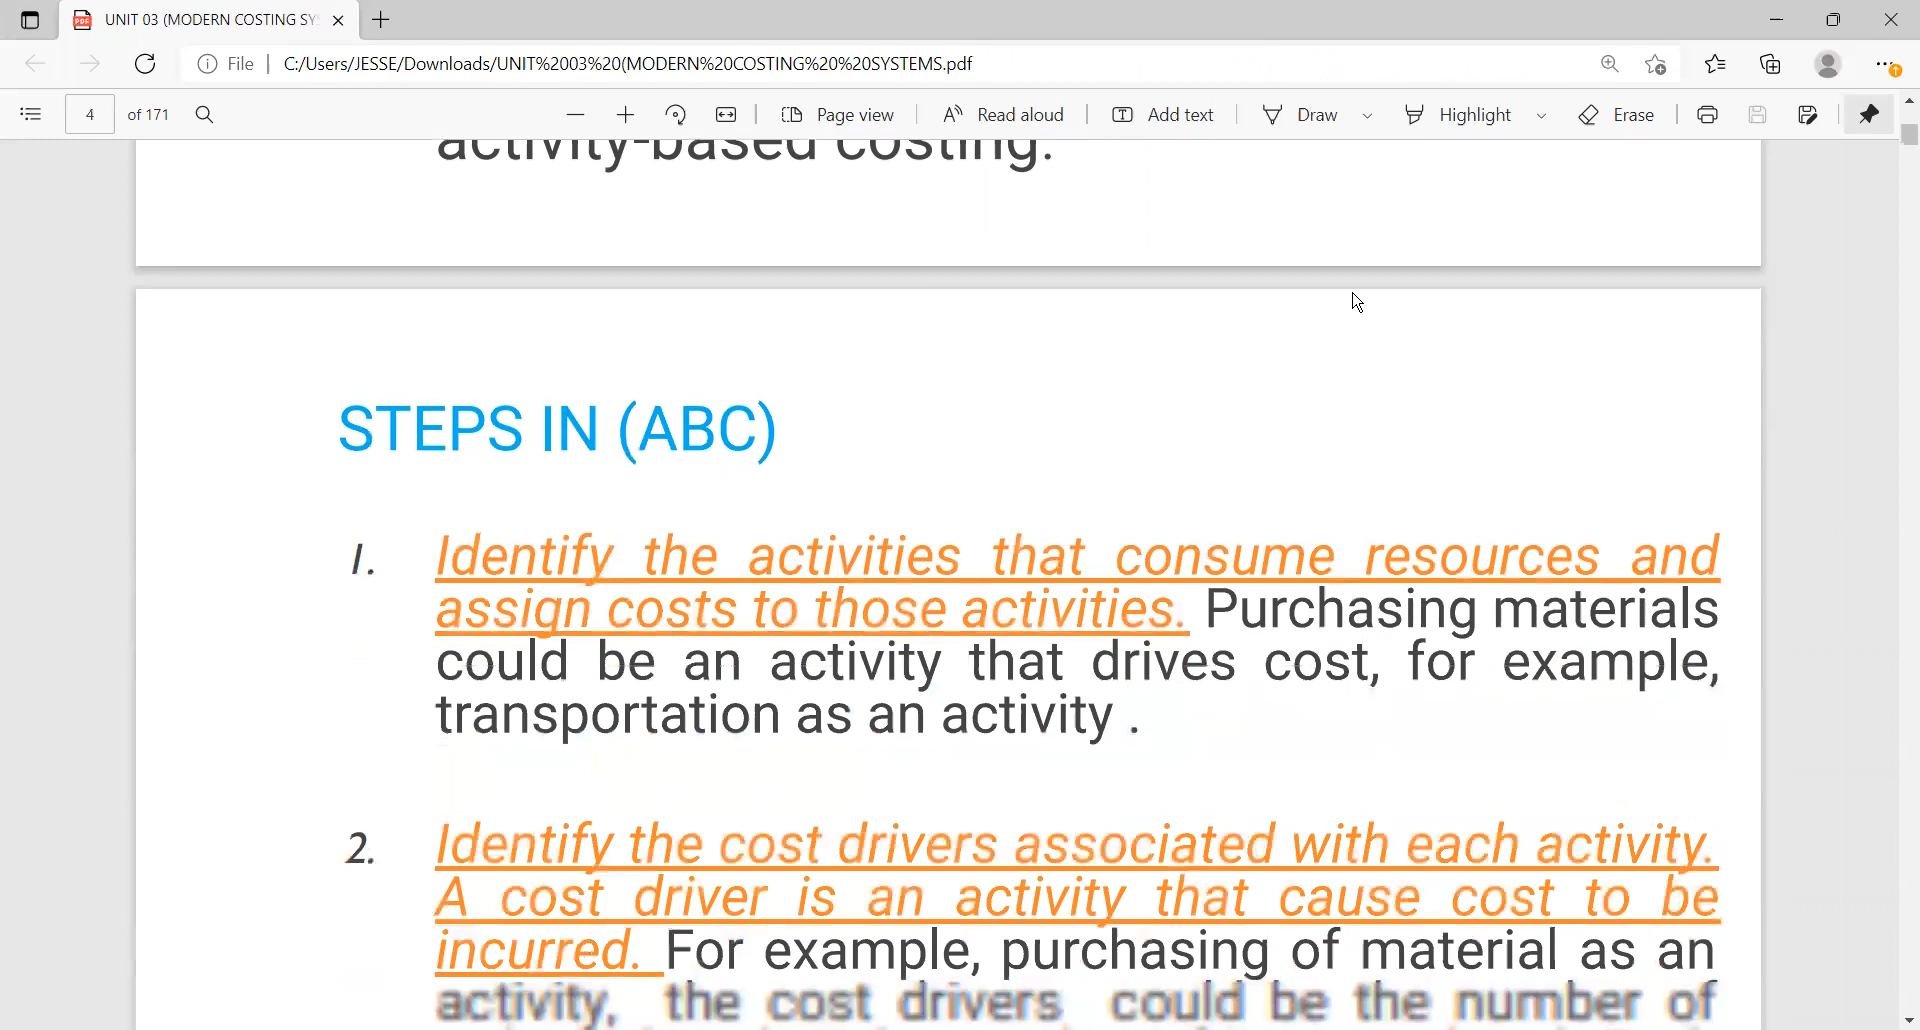 UNIT 03 (MODERN COSTING SY
File
C:/Users/JESSE/Downloads/UNIT%2003%20(MODERN%20COSTING%20%20SYSTEMS.pdf
4 of 171
Page view
Read aloud
Add text
Draw
Highlight
Erase
activity-based costing.
STEPS IN (ABC)
1. Identify the activities that consume resources and
assign costs to those activities. Purchasing materials
could be an activity that drives cost, for example,
transportation as an activity .
2. Identify the cost drivers associated with each activity.
A cost driver is an activity that cause cost to be
incurred. For example, purchasing of material as an
activity, the cost drivers could be the number of